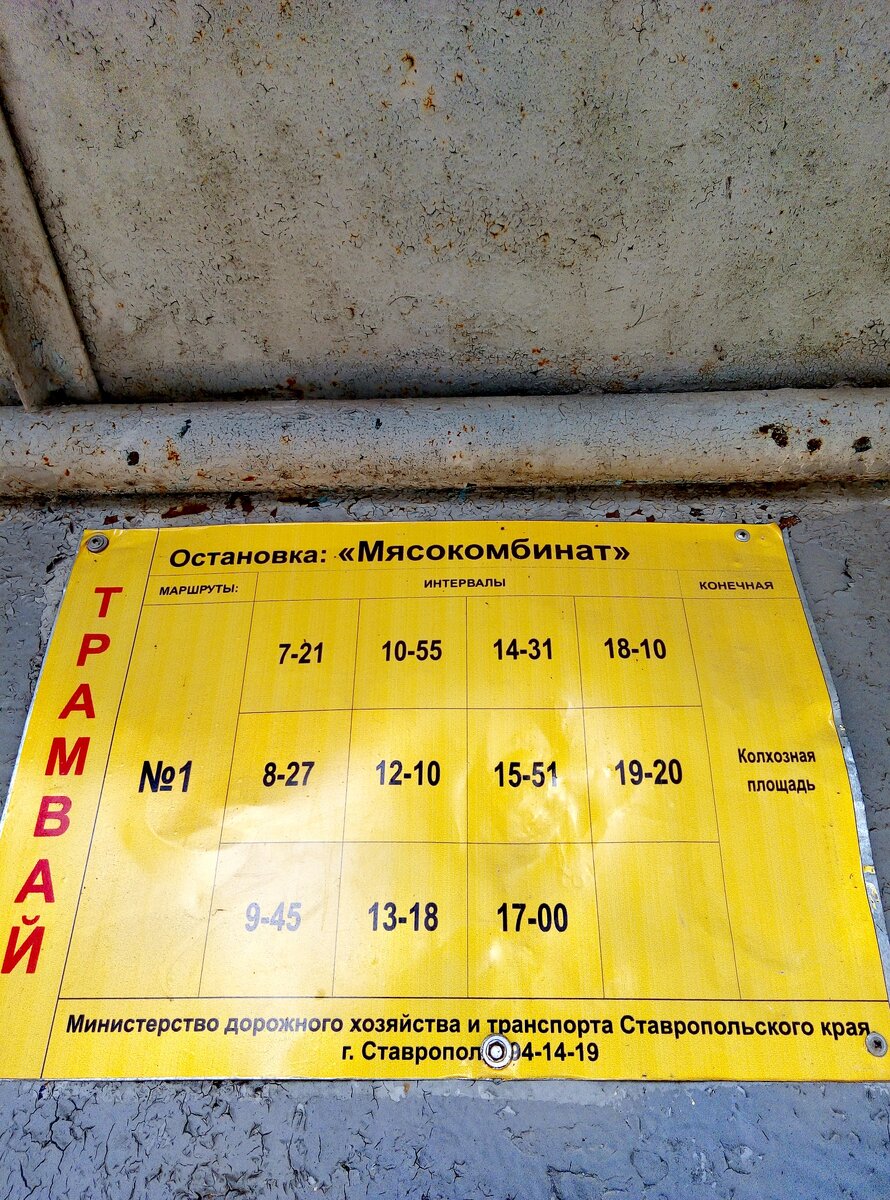 ТРАМВАЙ
Остановка: «Мясокомбинат»
МАРШРУТЫ: ИНТЕРВАЛЫ КОНЕЧНАЯ
7-21 10-55 14-31 18-10
№1 8-27 12-10 15-51 19-20 Колхозная площадь
9-45 13-18 17-00
Министерство дорожного хозяйства и транспорта Ставропольского края
г. 94-14-19